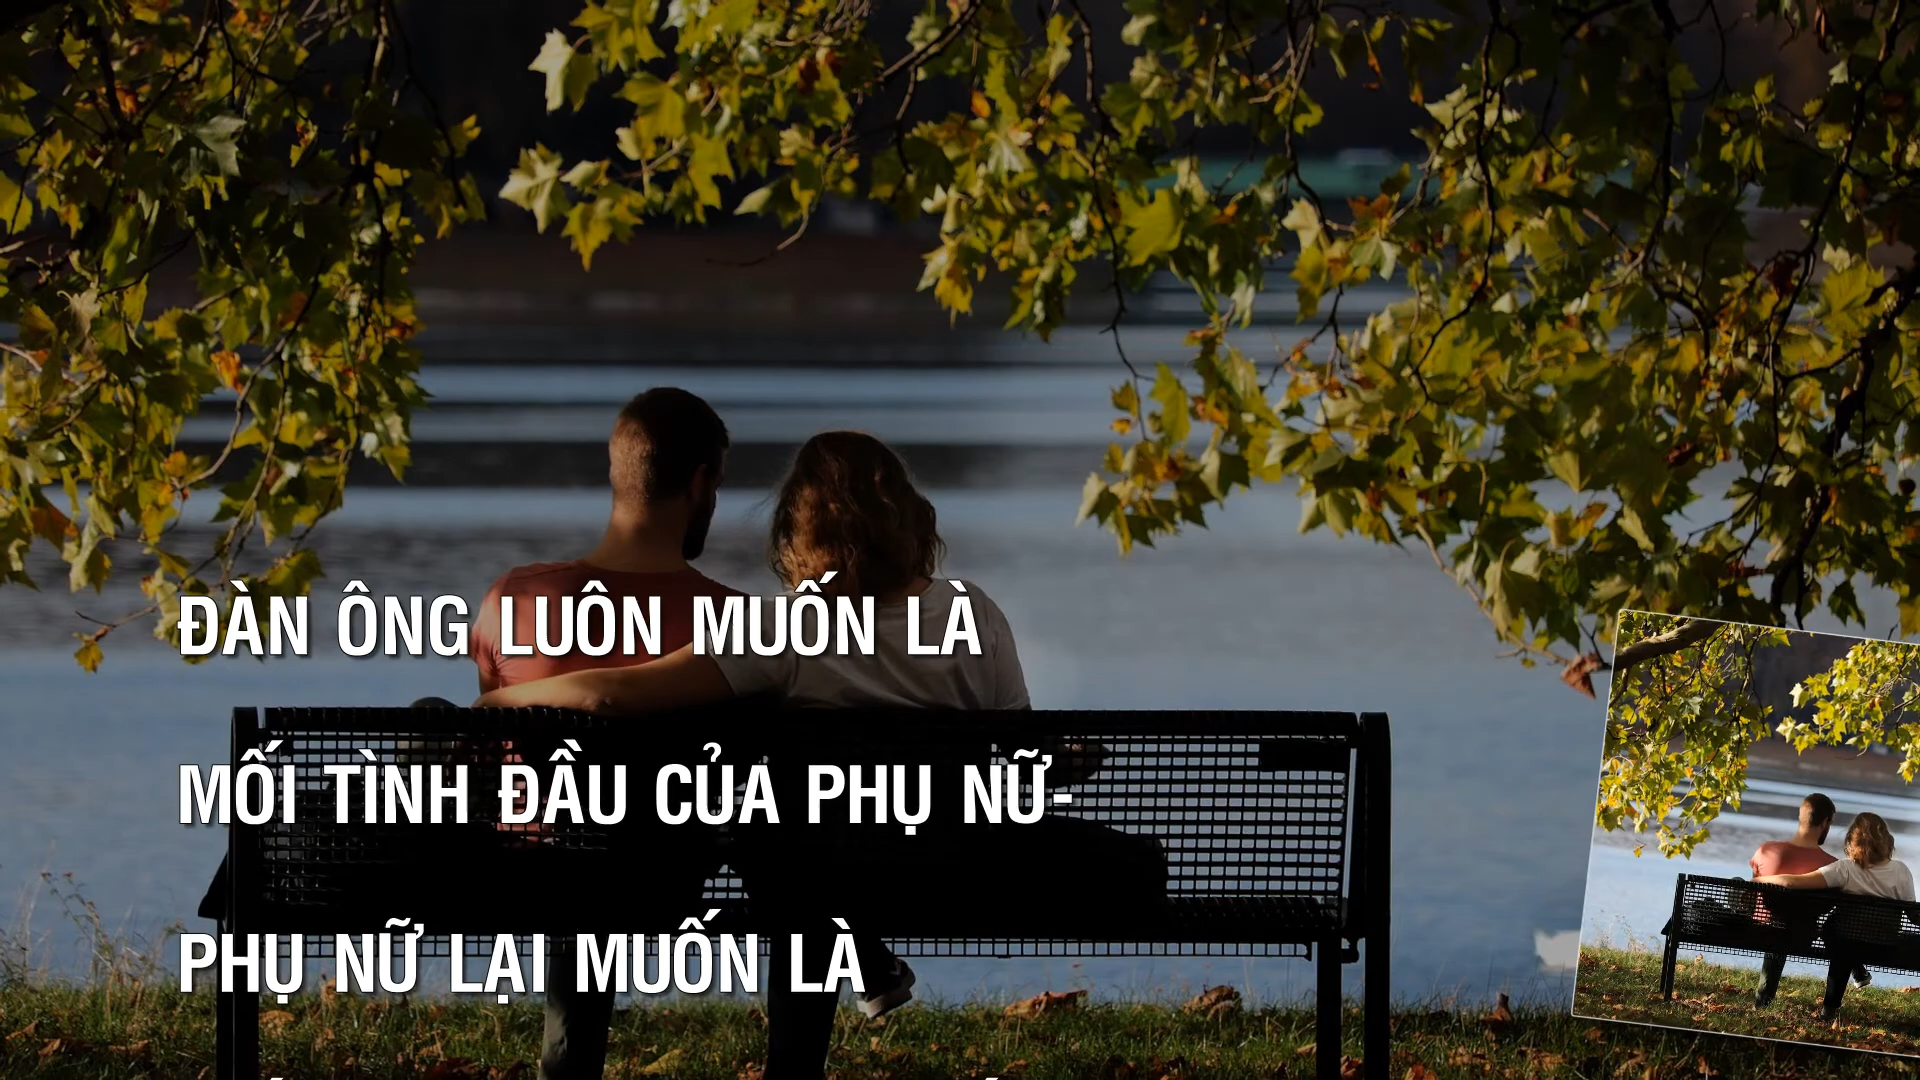 ĐÀN ÔNG LUÔN MUỐN LÀ
MỐI TÌNH ĐẦU CỦA PHỤ NỮ-
PHỤ NỮ LẠI MUỐN LÀ